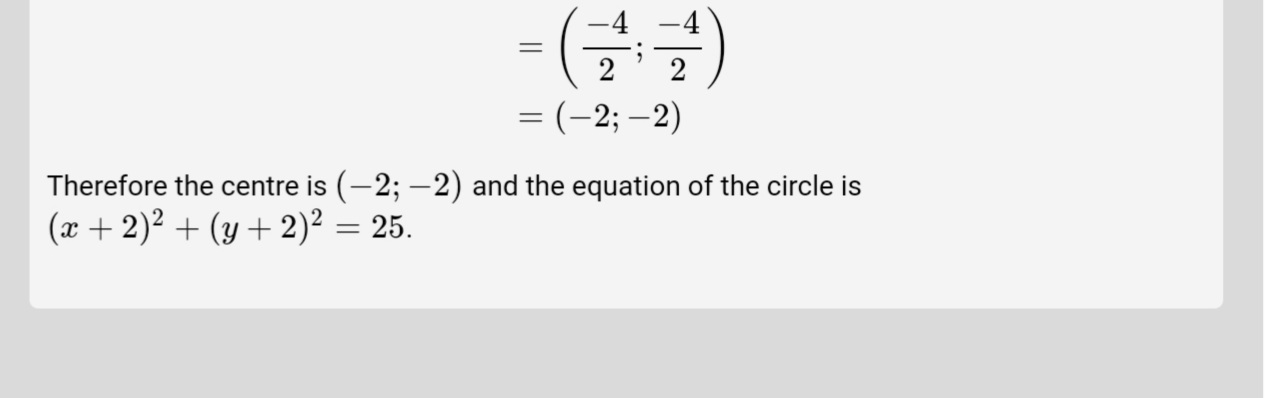 = (−4/2; −4/2)
= (−2; −2)
Therefore the centre is (−2; −2) and the equation of the circle is
(x + 2)² + (y + 2)² = 25.